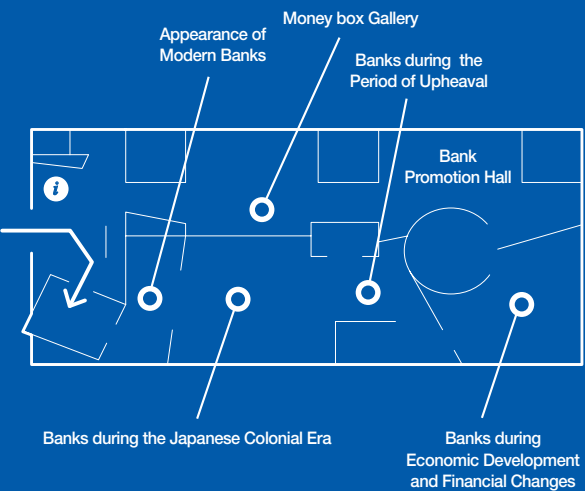 Money box Gallery
Appearance of
Modern Banks
Banks during the
Period of Upheaval
Bank
Promotion Hall
i
Banks during the Japanese Colonial Era
Banks during
Economic Development
and Financial Changes